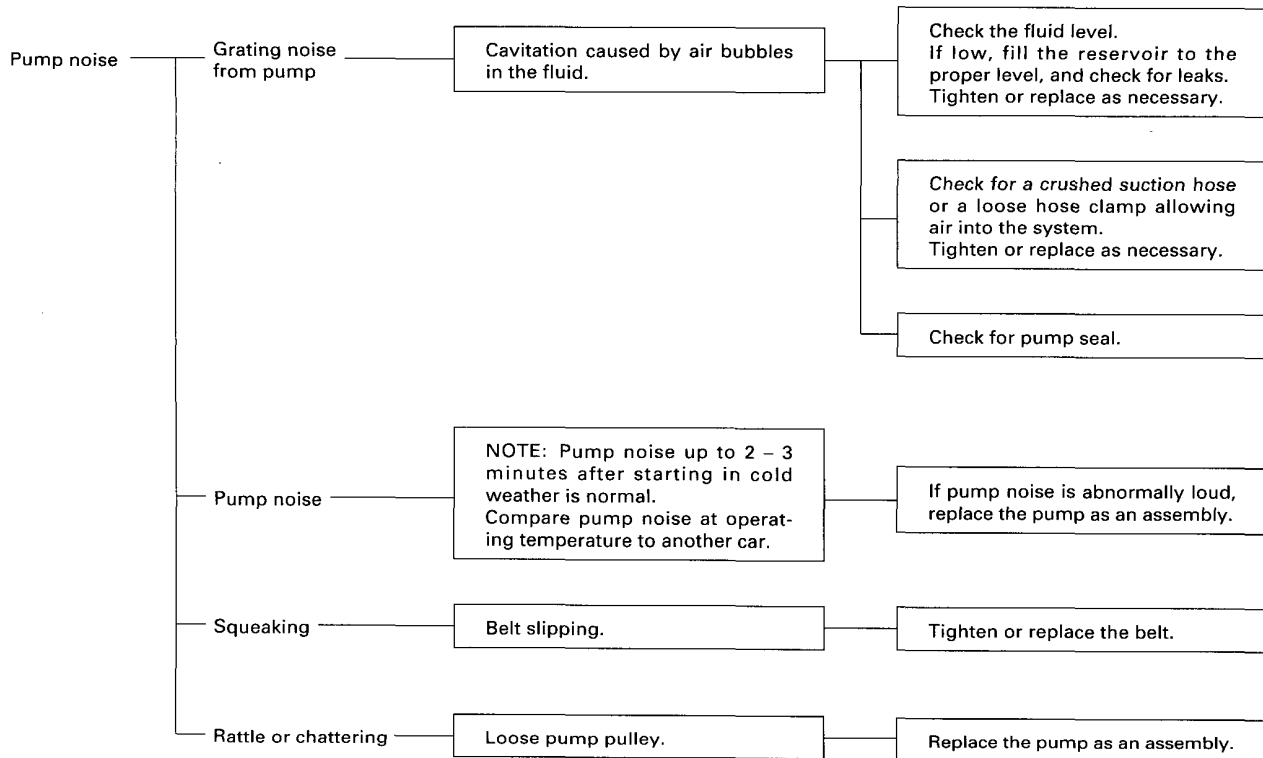 Pump noise
Grating noise
from pump
Cavitation caused by air bubbles
in the fluid.
Check the fluid level.
If low, fill the reservoir to the
proper level, and check for leaks.
Tighten or replace as necessary.
Check for a crushed suction hose
or a loose hose clamp allowing
air into the system.
Tighten or replace as necessary.
Check for pump seal.
Pump noise
NOTE: Pump noise up to 2 – 3
minutes after starting in cold
weather is normal.
Compare pump noise at operat-
ing temperature to another car.
If pump noise is abnormally loud,
replace the pump as an assembly.
Squeaking
Belt slipping.
Tighten or replace the belt.
Rattle or chattering
Loose pump pulley.
Replace the pump as an assembly.